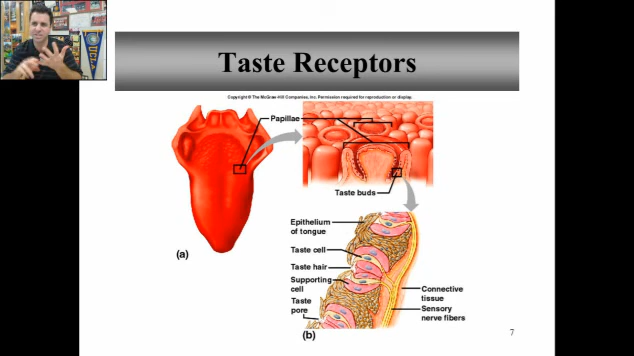 UCLA
Taste Receptors
Copyright © The McGraw-Hill Companies, Inc. Permission required for reproduction or display.
Papillae
Taste buds
Epithelium
of tongue
Taste cell
Taste hair
Supporting
cell
Taste
pore
Connective
tissue
Sensory
nerve fibers
(a)
(b)
7